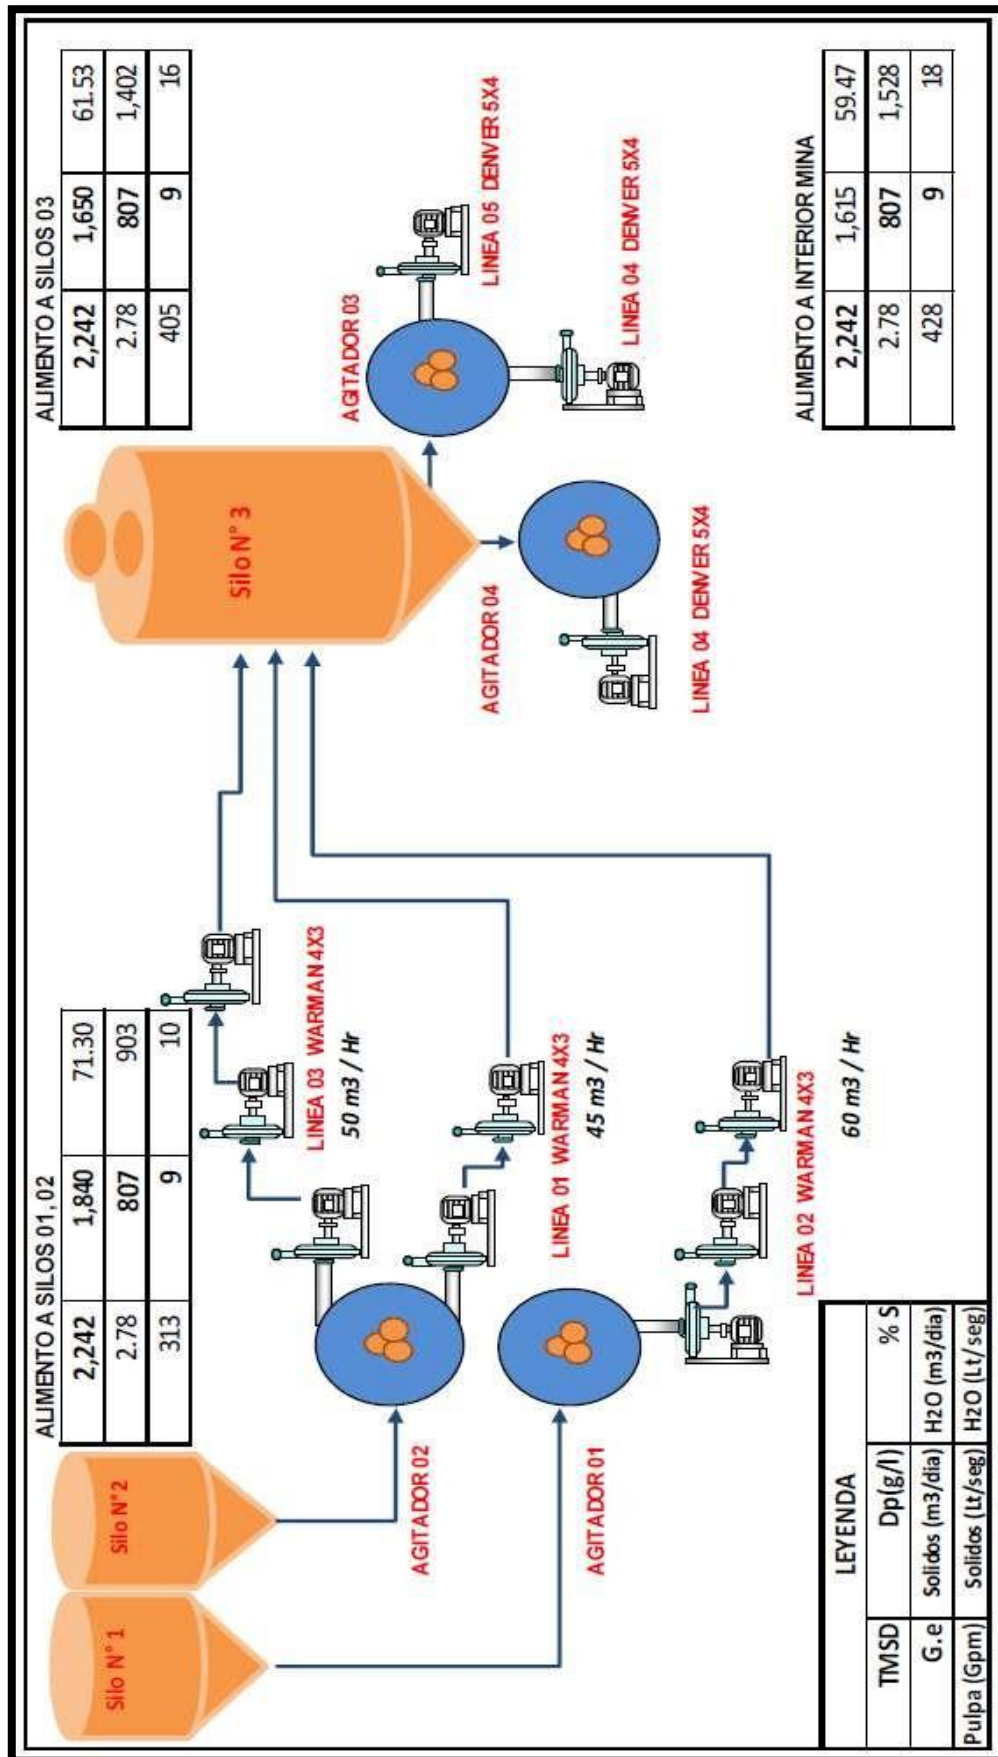 ALIMENTO A SILOS 01,02
2,242 1,840 71.30
2.78 807 903
313 9 10
ALIMENTO A SILOS 03
2,242 1,650 61.53
2.78 807 1,402
405 9 16
Silo N° 1
Silo N°2
Silo N° 3
AGITADOR 02
AGITADOR 01
LINEA 03 WARMAN 4X3
50 m3 / Hr
LINEA 01 WARMAN 4X3
45 m3 / Hr
LINEA 02 WARMAN 4X3
60 m3 / Hr
AGITADOR 03
LINEA 05 DENVER 5X4
LINEA 04 DENVER 5X4
AGITADOR 04
LINEA 04 DENVER 5X4
LEYENDA
TMSD Dp(g/l) % S
G.e Solidos (m3/dia) H2O (m3/dia)
Pulpa (Gpm) Solidos (Lt/seg) H2O (Lt/seg)
ALIMENTO A INTERIOR MINA
2,242 1,615 59.47
2.78 807 1,528
428 9 18